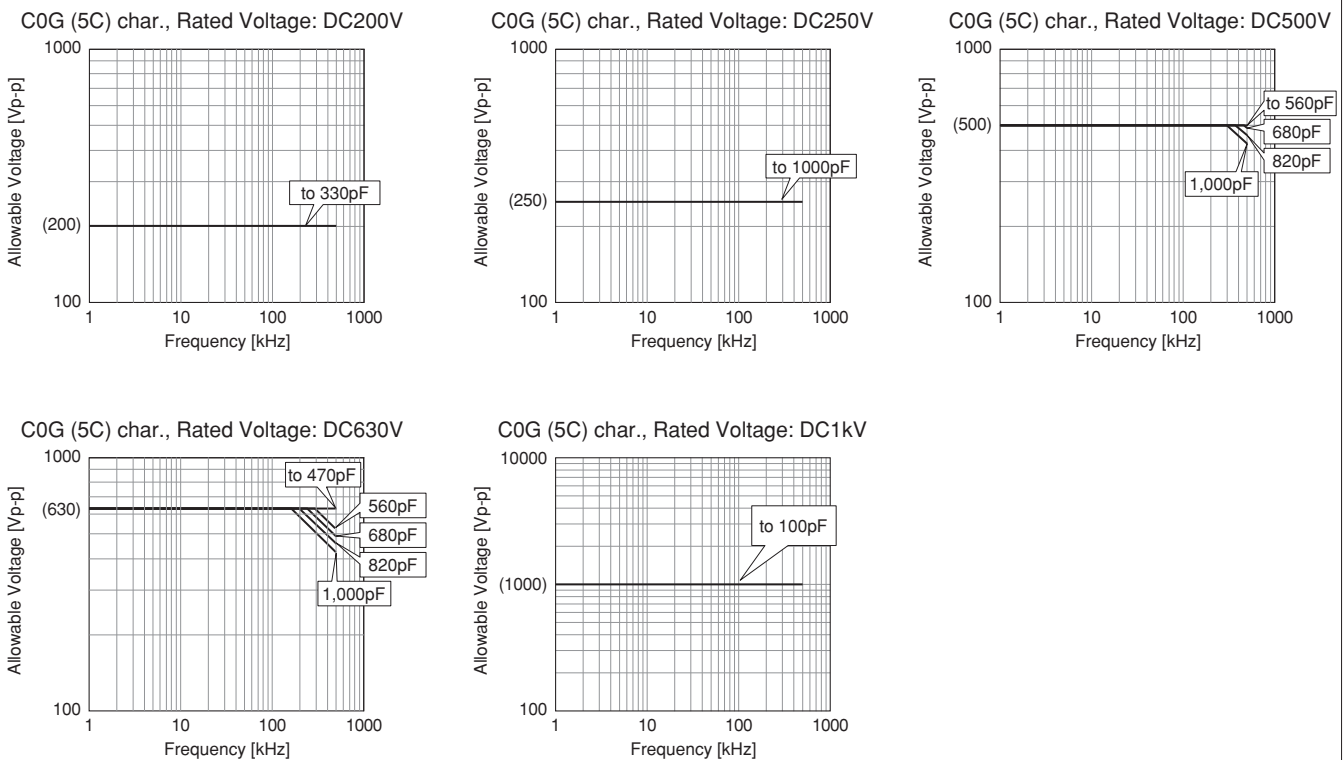 C0G (5C) char., Rated Voltage: DC200V
Allowable Voltage [Vp-p]
1000
(200)
100
to 330pF
1 10 100 1000
Frequency [kHz]
C0G (5C) char., Rated Voltage: DC250V
Allowable Voltage [Vp-p]
1000
(250)
100
to 1000pF
1 10 100 1000
Frequency [kHz]
C0G (5C) char., Rated Voltage: DC500V
Allowable Voltage [Vp-p]
1000
(500)
100
to 560pF
680pF
820pF
1,000pF
1 10 100 1000
Frequency [kHz]
C0G (5C) char., Rated Voltage: DC630V
Allowable Voltage [Vp-p]
1000
(630)
100
to 470pF
560pF
680pF
820pF
1,000pF
1 10 100 1000
Frequency [kHz]
C0G (5C) char., Rated Voltage: DC1kV
Allowable Voltage [Vp-p]
10000
(1000)
100
to 100pF
1 10 100 1000
Frequency [kHz]